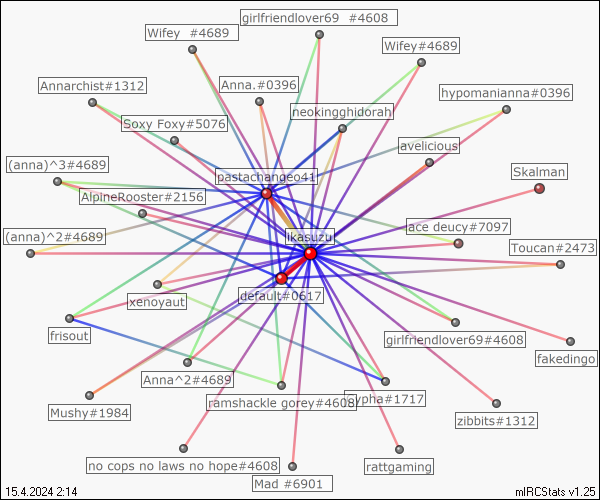 girlfriendlover69  #4608
Wifey  #4689
Wifey#4689
Annarchist#1312
Anna.#0396
hypomanianna#0396
neokingghidorah
Soxy Foxy#5076
avelicious
(anna)^3#4689
pastachangeo41
Skalman
AlpineRooster#2156
ace deucy#7097
(anna)^2#4689
ikasuzu
Toucan#2473
default#0617
xenoyaut
frisout
girlfriendlover69#4608
fakedingo
Anna^2#4689
ramshackle gorey#4608
ypha#1717
Mushy#1984
zibbits#1312
no cops no laws no hope#4608
rattgaming
Mad #6901
15.4.2024 2:14
mIRCStats v1.25